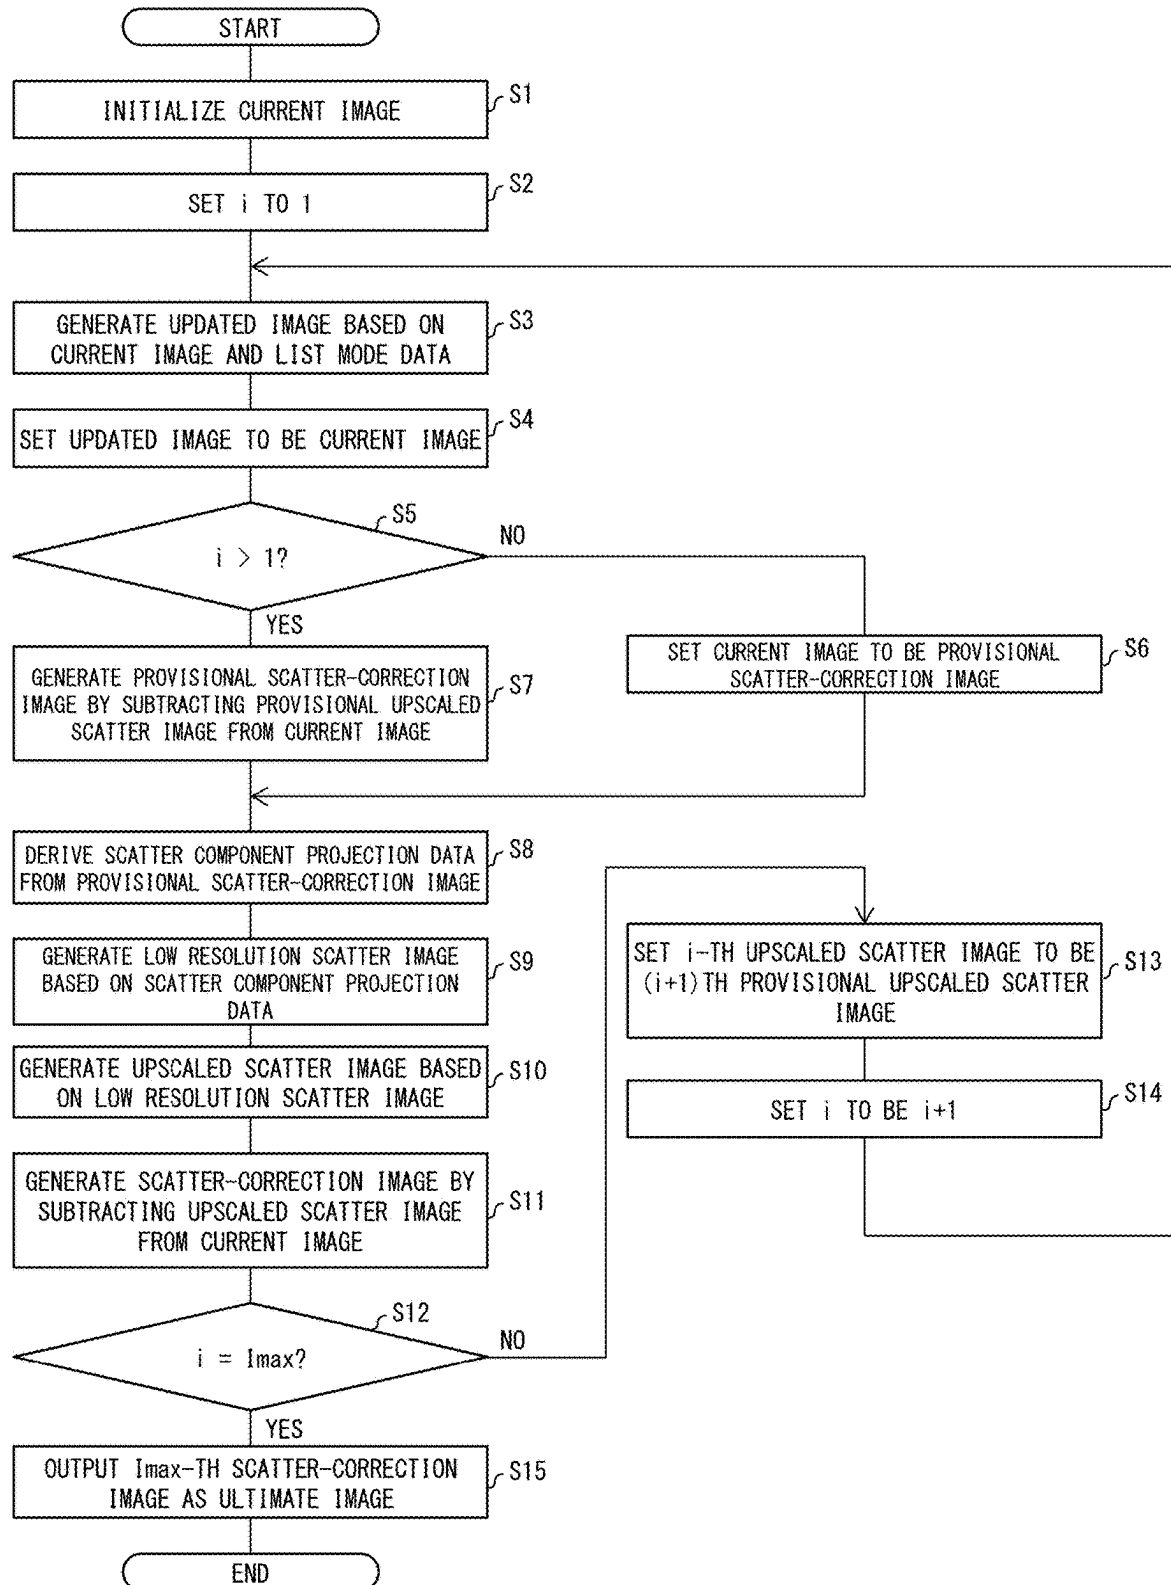 START
INITIALIZE CURRENT IMAGE
S1
SET i TO 1
S2
GENERATE UPDATED IMAGE BASED ON
CURRENT IMAGE AND LIST MODE DATA
S3
SET UPDATED IMAGE TO BE CURRENT IMAGE
S4
i > 1?
S5
NO
YES
SET CURRENT IMAGE TO BE PROVISIONAL
SCATTER-CORRECTION IMAGE
S6
GENERATE PROVISIONAL SCATTER-CORRECTION
IMAGE BY SUBTRACTING PROVISIONAL UPSCALED
SCATTER IMAGE FROM CURRENT IMAGE
S7
DERIVE SCATTER COMPONENT PROJECTION DATA
FROM PROVISIONAL SCATTER-CORRECTION IMAGE
S8
GENERATE LOW RESOLUTION SCATTER IMAGE
BASED ON SCATTER COMPONENT PROJECTION
DATA
S9
GENERATE UPSCALED SCATTER IMAGE BASED
ON LOW RESOLUTION SCATTER IMAGE
S10
GENERATE SCATTER-CORRECTION IMAGE BY
SUBTRACTING UPSCALED SCATTER IMAGE
FROM CURRENT IMAGE
S11
i = Imax?
S12
NO
YES
SET i-TH UPSCALED SCATTER IMAGE TO BE
(i+1)TH PROVISIONAL UPSCALED SCATTER
IMAGE
S13
SET i TO BE i+1
S14
OUTPUT Imax-TH SCATTER-CORRECTION
IMAGE AS ULTIMATE IMAGE
S15
END